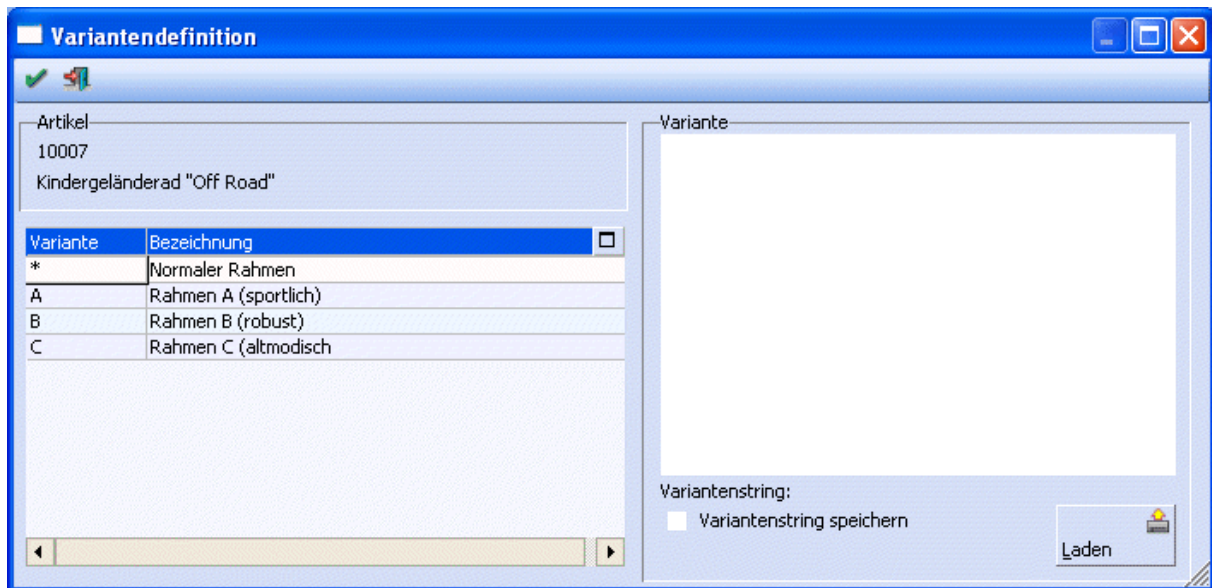 Variantendefinition
Artikel
10007
Kindergeländerad "Off Road"
Variante Bezeichnung
* Normaler Rahmen
A Rahmen A (sportlich)
B Rahmen B (robust)
C Rahmen C (altmodisch
Variante
Variantenstring:
Variantenstring speichern
Laden